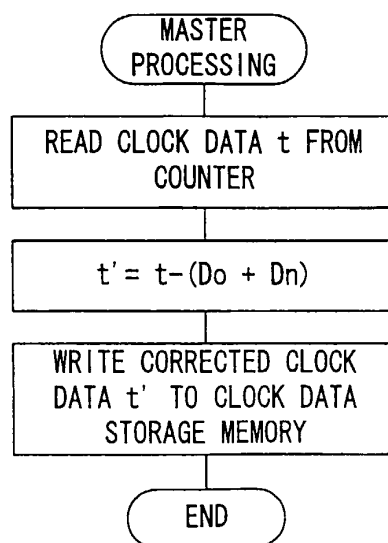 MASTER
PROCESSING
READ CLOCK DATA t FROM
COUNTER
t'= t-(Do + Dn)
WRITE CORRECTED CLOCK
DATA t' TO CLOCK DATA
STORAGE MEMORY
END